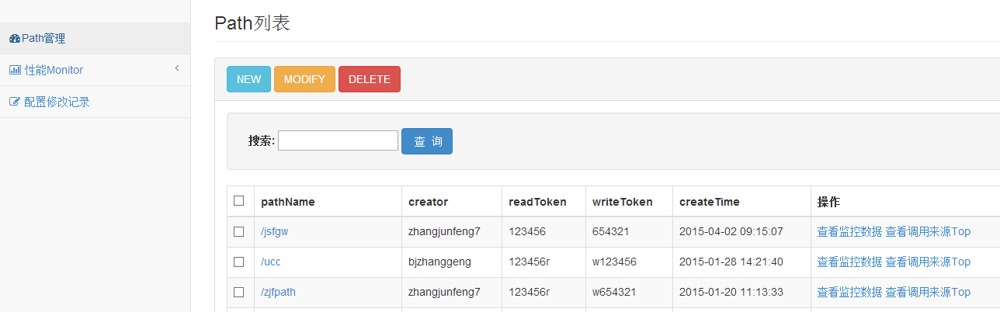 Path列表
Path管理
性能Monitor
配置修改记录
NEW MODIFY DELETE
搜索: 查 询
pathName creator readToken writeToken createTime 操作
/jsfgw zhangjunfeng7 123456 654321 2015-04-02 09:15:07 查看监控数据 查看调用来源Top
/ucc bjzhanggeng 123456r w123456 2015-01-28 14:21:40 查看监控数据 查看调用来源Top
/zjfpath zhangjunfeng7 123456r w654321 2015-01-20 11:13:33 查看监控数据 查看调用来源Top